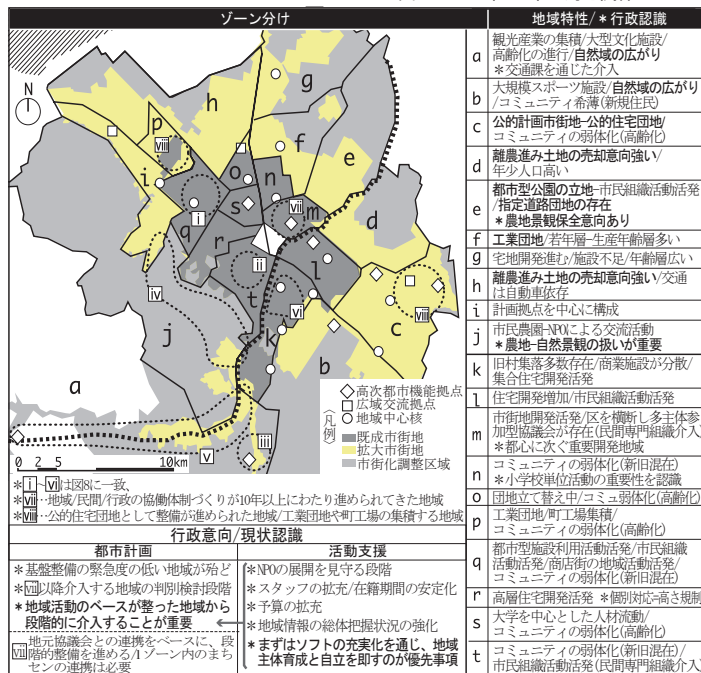 ゾーン分け
地域特性/＊行政認識
N
p
h
g
f
e
d
i
o
n
s
m
q
r
l
t
c
j
k
b
a
viii
i
vii
ii
iv
vi
viii
v
iii
◇高次都市機能拠点
□広域交流拠点
○地域中心核
〈凡例〉
既成市街地
拡大市街地
市街化調整区域
0 2 5 10km
＊i～viは図8に一致、
＊vii…地域/民間/行政の協働体制づくりが10年以上にわたり進められてきた地域
＊viii…公的住宅団地として整備が進められた地域/工業団地や町工場の集積する地域
a 観光産業の集積/大型文化施設/
高齢化の進行/自然域の広がり
＊交通課を通じた介入
b 大規模スポーツ施設/自然域の広がり
/コミュニティ希薄(新規住民)
c 公的計画市街地-公的住宅団地/
コミュニティの弱体化(高齢化)
d 離農進み土地の売却意向強い/
年少人口高い
e 都市型公園の立地-市民組織活動活発
/指定道路団地の存在
＊農地景観保全意向あり
f 工業団地/若年層-生産年齢層多い
g 宅地開発進む/施設不足/年齢層広い
h 離農進み土地の売却意向強い/交通
は自動車依存
i 計画拠点を中心に構成
j 市民農園-NPOによる交流活動
＊農地-自然景観の扱いが重要
k 旧村集落多数存在/商業施設が分散/
集合住宅開発活発
l 住宅開発増加/市民組織活動活発
m 市街地開発活発/区を横断し多主体参
加型協議会が存在(民間専門組織介入)
＊都心に次ぐ重要開発地域
n コミュニティの弱体化(新旧混在)
＊小学校単位活動の重要性を認識
o 団地立て替え中/コミュ弱体化(高齢化)
p 工業団地/町工場集積/
コミュニティの弱体化(高齢化)
q 都市型施設利用活動活発/市民組織
活動活発/商店街の地域活動活発/
コミュニティの弱体化(新旧混在)
r 高層住宅開発活発 ＊個別対応=高さ規制
s 大学を中心とした人材流動/
コミュニティの弱体化(高齢化)
t コミュニティの弱体化(新旧混在)/
市民組織活動活発(民間専門組織介入)
行政意向/現状認識
都市計画
＊基盤整備の緊急度の低い地域が殆ど
＊VII以降介入する地域の判別検討段階
＊地域活動のベースが整った地域から
段階的に介入することが重要
VII 地元協議会との連携をベースに、段
階的整備を進める/1ゾーン内のまち
センの連携は必要
活動支援
＊NPOの展開を見守る段階
＊スタッフの拡充/在籍期間の安定化
＊予算の拡充
＊地域情報の総体把握状況の強化
＊まずはソフトの充実化を通じ、地域
主体育成と自立を即すのが優先事項